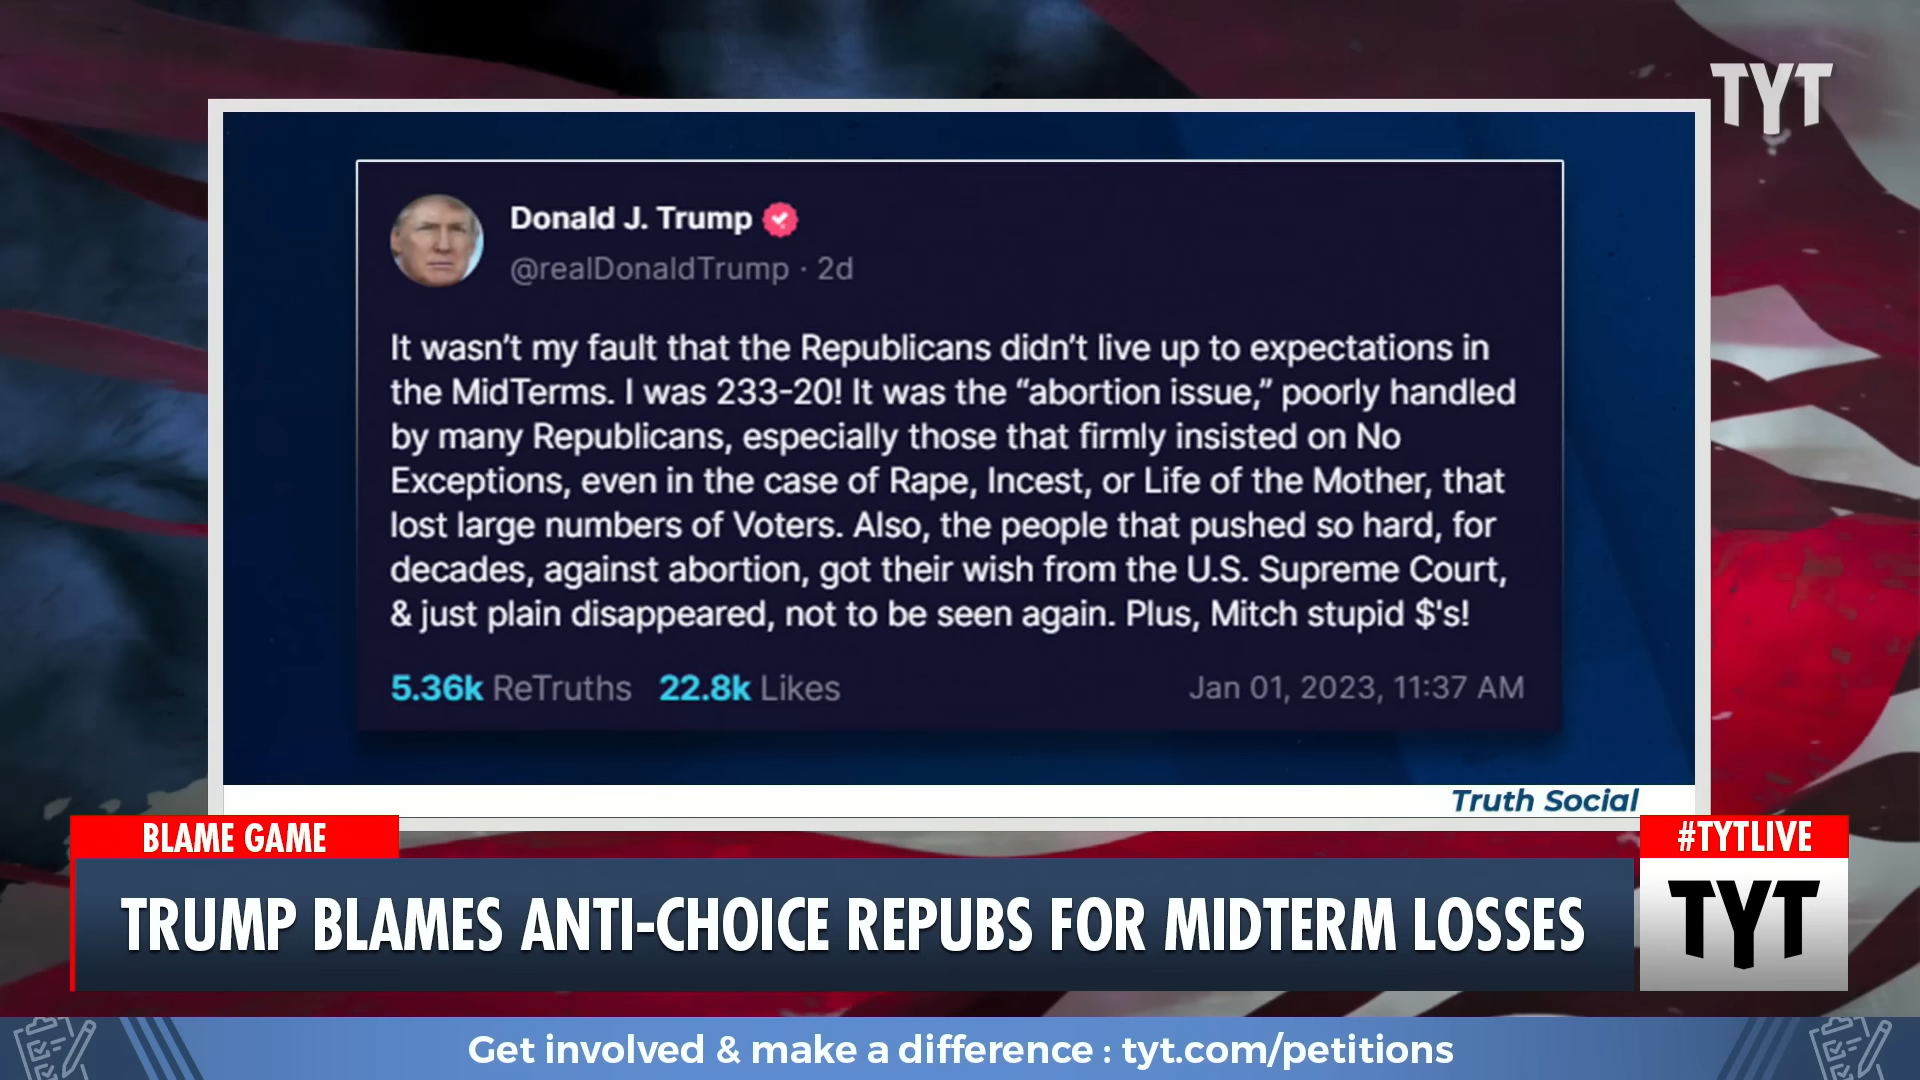 TYT
Donald J. Trump
@realDonaldTrump · 2d
It wasn’t my fault that the Republicans didn’t live up to expectations in
the MidTerms. I was 233-20! It was the “abortion issue,” poorly handled
by many Republicans, especially those that firmly insisted on No
Exceptions, even in the case of Rape, Incest, or Life of the Mother, that
lost large numbers of Voters. Also, the people that pushed so hard, for
decades, against abortion, got their wish from the U.S. Supreme Court,
& just plain disappeared, not to be seen again. Plus, Mitch stupid $'s!
5.36k ReTruths 22.8k Likes Jan 01, 2023, 11:37 AM
Truth Social
BLAME GAME
#TYTLIVE
TRUMP BLAMES ANTI-CHOICE REPUBS FOR MIDTERM LOSSES
TYT
Get involved & make a difference : tyt.com/petitions